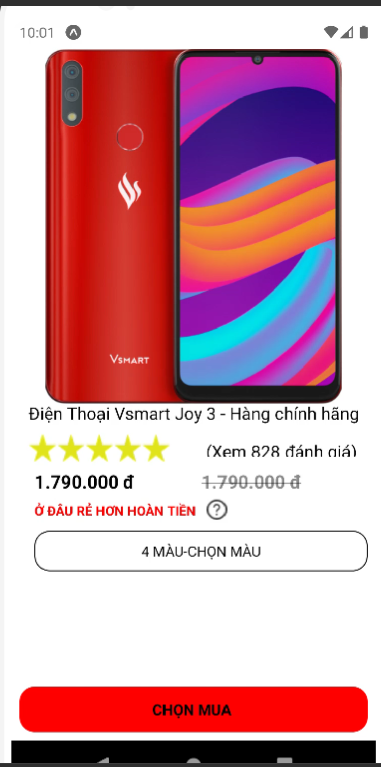 10:01
VSMART
Điện Thoại Vsmart Joy 3 - Hàng chính hãng
(Xem 828 đánh giá)
1.790.000 đ 1.790.000 đ
Ở ĐÂU RẺ HƠN HOÀN TIỀN ?
4 MÀU-CHỌN MÀU
CHỌN MUA